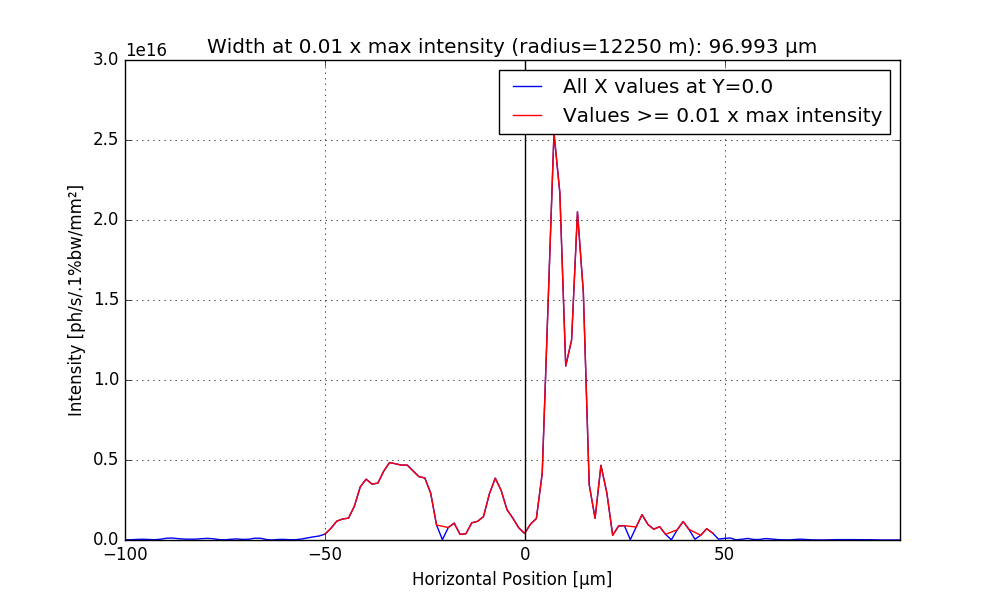 Width at 0.01 x max intensity (radius=12250 m): 96.993 μm
1e16
3.0
2.5
2.0
1.5
1.0
0.5
0.0
Intensity [ph/s/.1%bw/mm²]
All X values at Y=0.0
Values >= 0.01 x max intensity
−100
−50
0
50
Horizontal Position [μm]